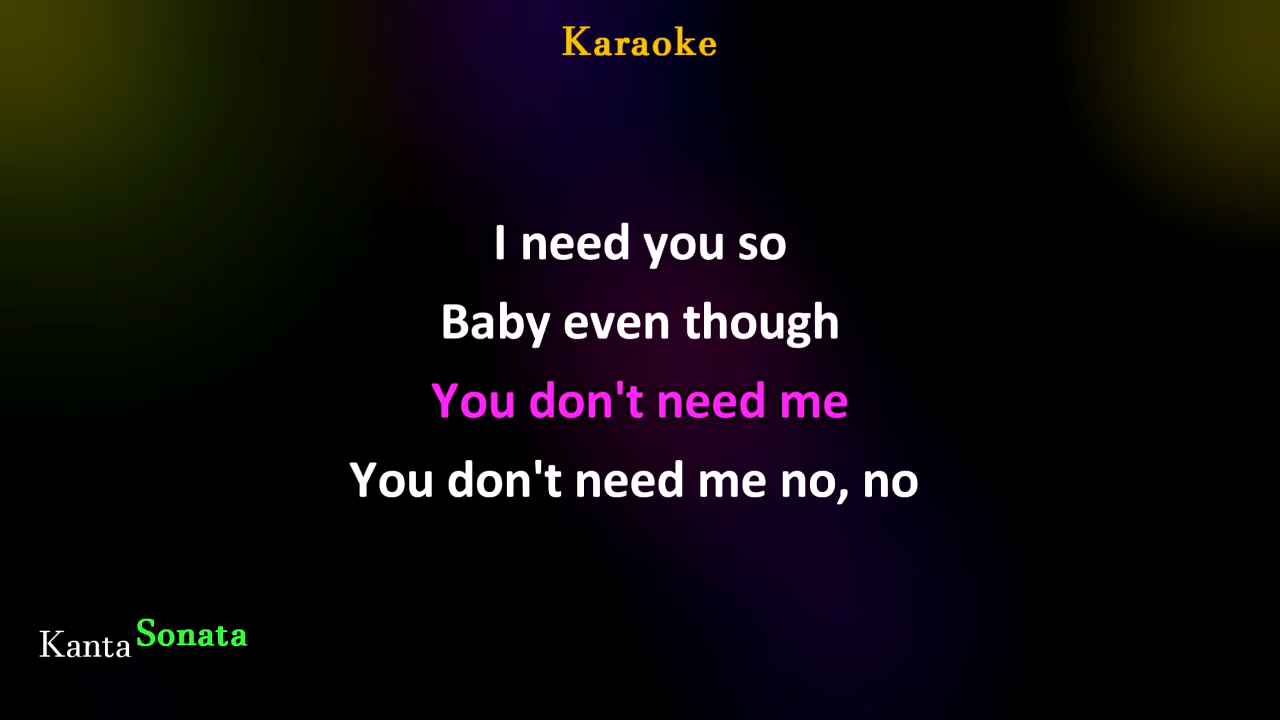 Karaoke
I need you so
Baby even though
You don't need me
You don't need me no, no
Kanta Sonata